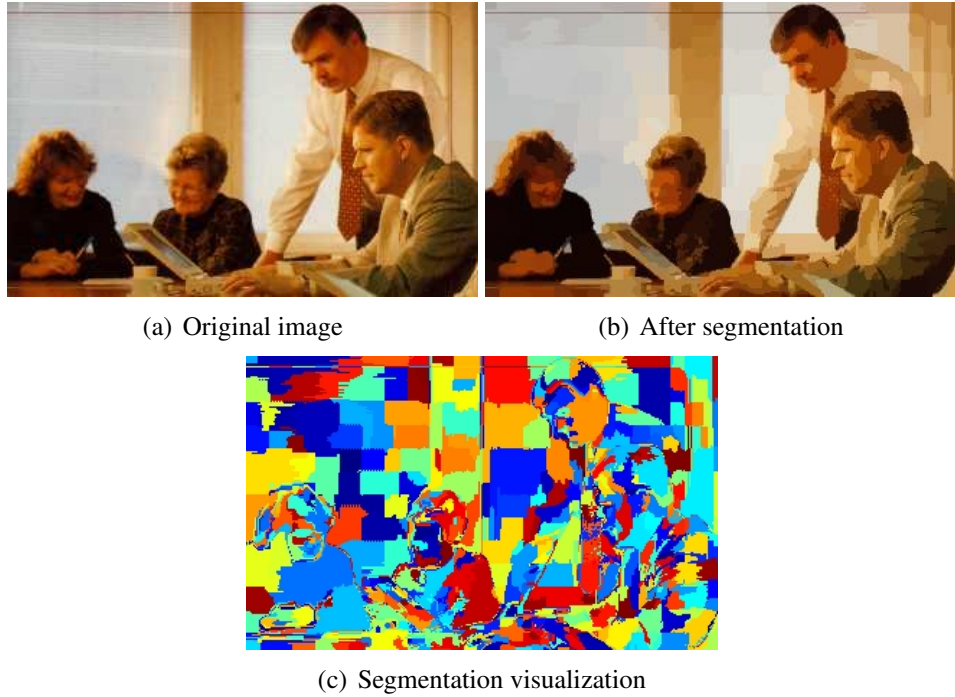 (a) Original image
(b) After segmentation
(c) Segmentation visualization